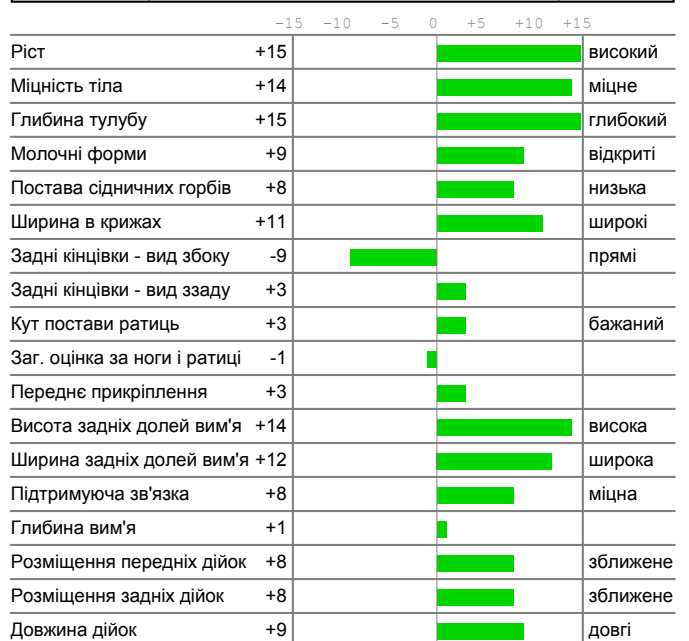 -15 -10 -5 0 +5 +10 +15
Ріст +15 високий
Міцність тіла +14 міцне
Глибина тулубу +15 глибокий
Молочні форми +9 відкриті
Постава сідничних горбів +8 низька
Ширина в крижах +11 широкі
Задні кінцівки - вид збоку -9 прямі
Задні кінцівки - вид ззаду +3
Кут постави ратиць +3 бажаний
Заг. оцінка за ноги і ратиці -1
Переднє прикріплення +3
Висота задніх долей вим'я +14 висока
Ширина задніх долей вим'я +12 широка
Підтримуюча зв'язка +8 міцна
Глибина вим'я +1
Розміщення передніх дійок +8 зближене
Розміщення задніх дійок +8 зближене
Довжина дійок +9 довгі